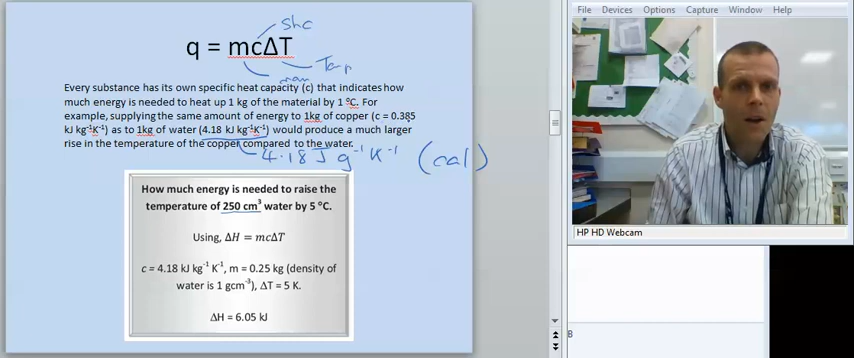 File Devices Options Capture Window Help
shc
q = mcΔT
Temp
Every substance has its own specific heat capacity (c) that indicates how
much energy is needed to heat up 1 kg of the material by 1 °C. For
example, supplying the same amount of energy to 1kg of copper (c = 0.385
kJ kg⁻¹K⁻¹) as to 1kg of water (4.18 kJ kg⁻¹K⁻¹) would produce a much larger
rise in the temperature of the copper compared to the water.
4.18 J g⁻¹ K⁻¹ (cal)
How much energy is needed to raise the
temperature of 250 cm³ water by 5 °C.
Using, ΔH = mcΔT
c = 4.18 kJ kg⁻¹ K⁻¹, m = 0.25 kg (density of
water is 1 gcm⁻³), ΔT = 5 K.
ΔH = 6.05 kJ
HP HD Webcam
B